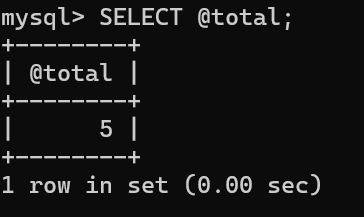 mysql> SELECT @total;
+--------+
| @total |
+--------+
|      5 |
+--------+
1 row in set (0.00 sec)